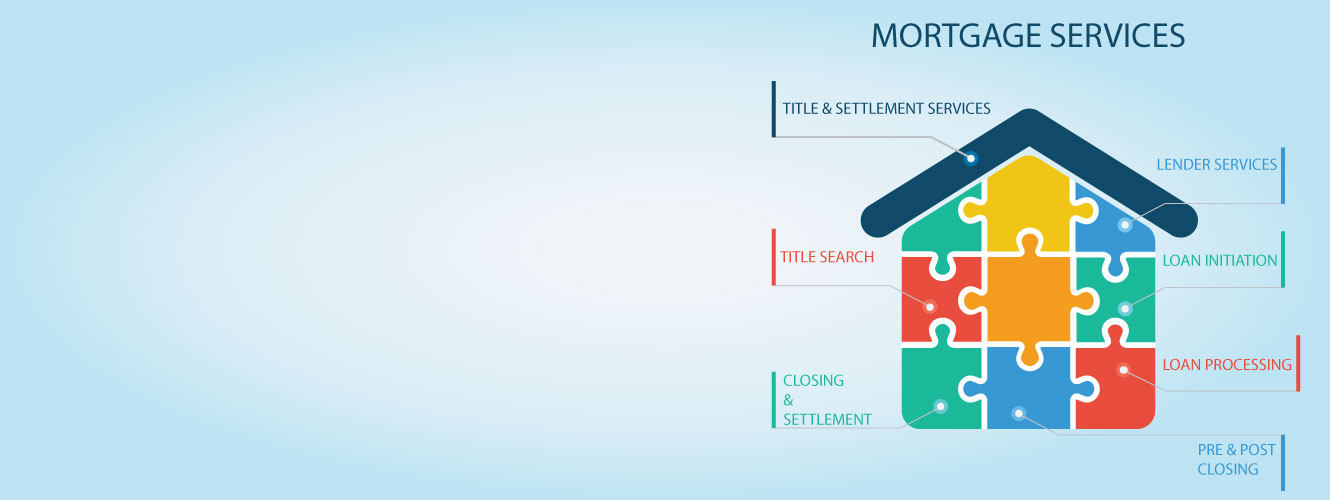 MORTGAGE SERVICES
TITLE & SETTLEMENT SERVICES
LENDER SERVICES
TITLE SEARCH
LOAN INITIATION
LOAN PROCESSING
CLOSING
&
SETTLEMENT
PRE & POST
CLOSING